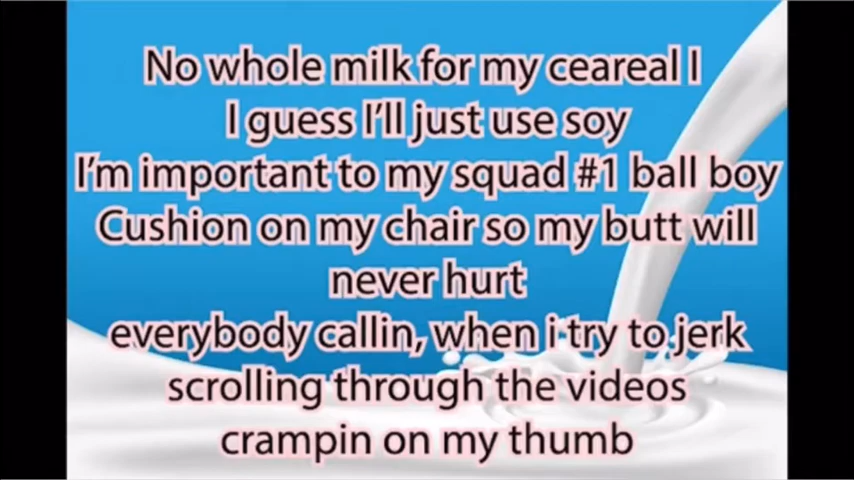 No whole milk for my ceareal I
I guess I'll just use soy
I'm important to my squad #1 ball boy
Cushion on my chair so my butt will
never hurt
everybody callin, when i try to jerk
scrolling through the videos
crampin on my thumb